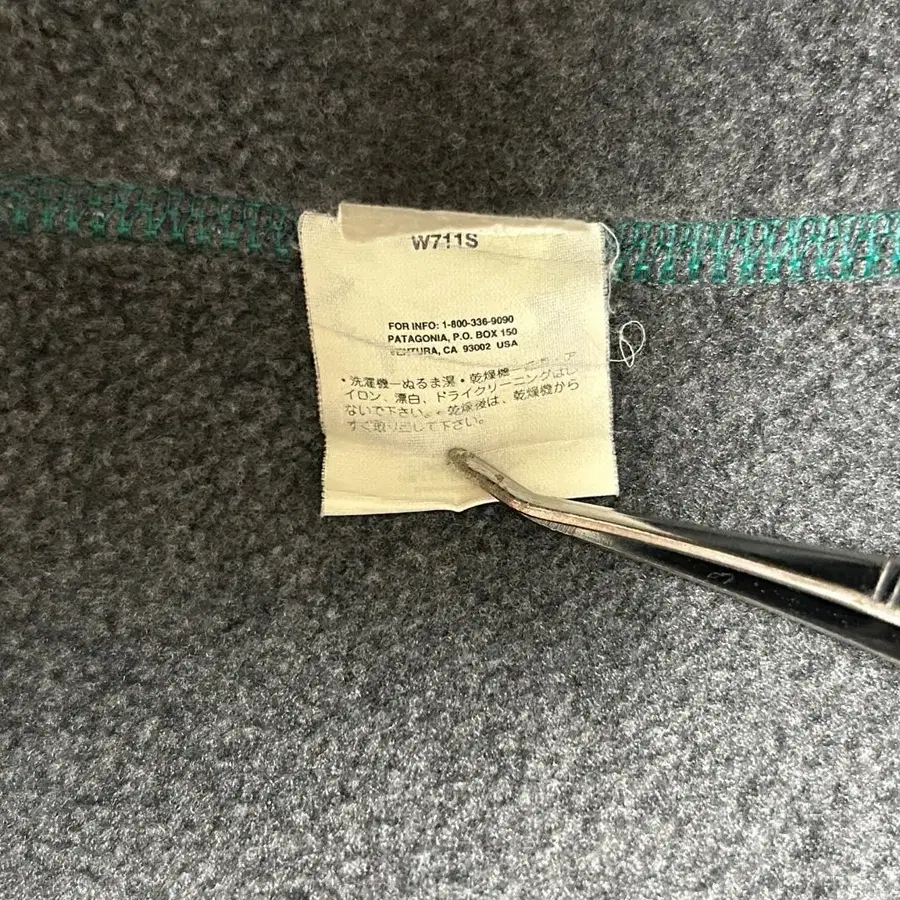 W711S
FOR INFO: 1-800-336-9090
PATAGONIA, P.O. BOX 150
VENTURA, CA 93002 USA
・洗濯機―ぬるま湯・乾燥機―
イロン、漂白、ドライクリーニングはし
ないで下さい。・乾燥後は、乾燥機から
すぐ取り出して下さい。